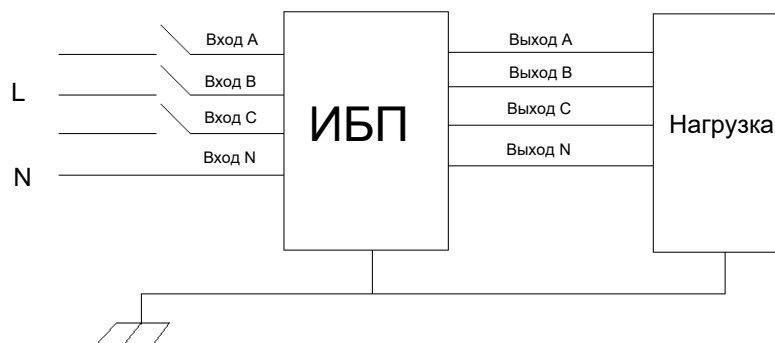 Вход A
Выход A
L
Вход B
Выход B
Вход C
ИБП
Выход C
Нагрузка
N
Вход N
Выход N